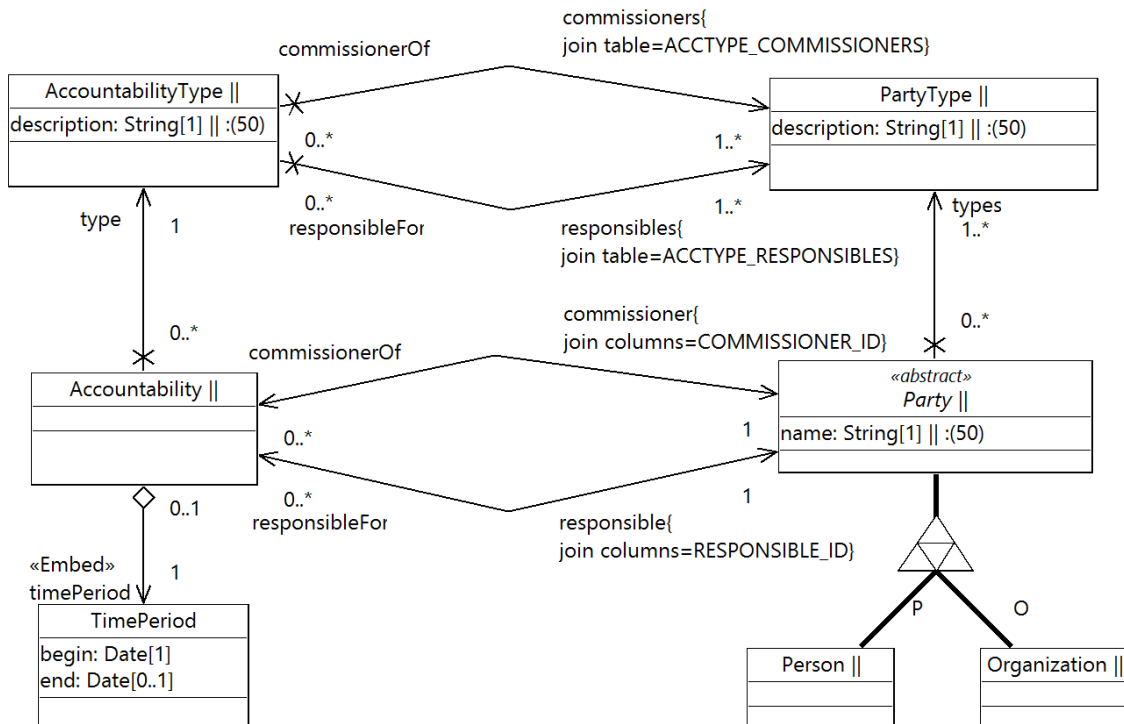 commissioners{
join table=ACCTYPE_COMMISSIONERS}
commissionerOf
AccountabilityType ||
description: String[1] || :(50)
PartyType ||
description: String[1] || :(50)
0..*
1..*
0..*
1..*
responsibleFor
responsibles{
join table=ACCTYPE_RESPONSIBLES}
type
1
types
1..*
0..*
0..*
commissioner{
join columns=COMMISSIONER_ID}
commissionerOf
Accountability ||
«abstract»
Party ||
name: String[1] || :(50)
0..*
1
0..*
1
responsibleFor
responsible{
join columns=RESPONSIBLE_ID}
0..1
«Embed»
timePeriod
1
TimePeriod
begin: Date[1]
end: Date[0..1]
P
O
Person ||
Organization ||